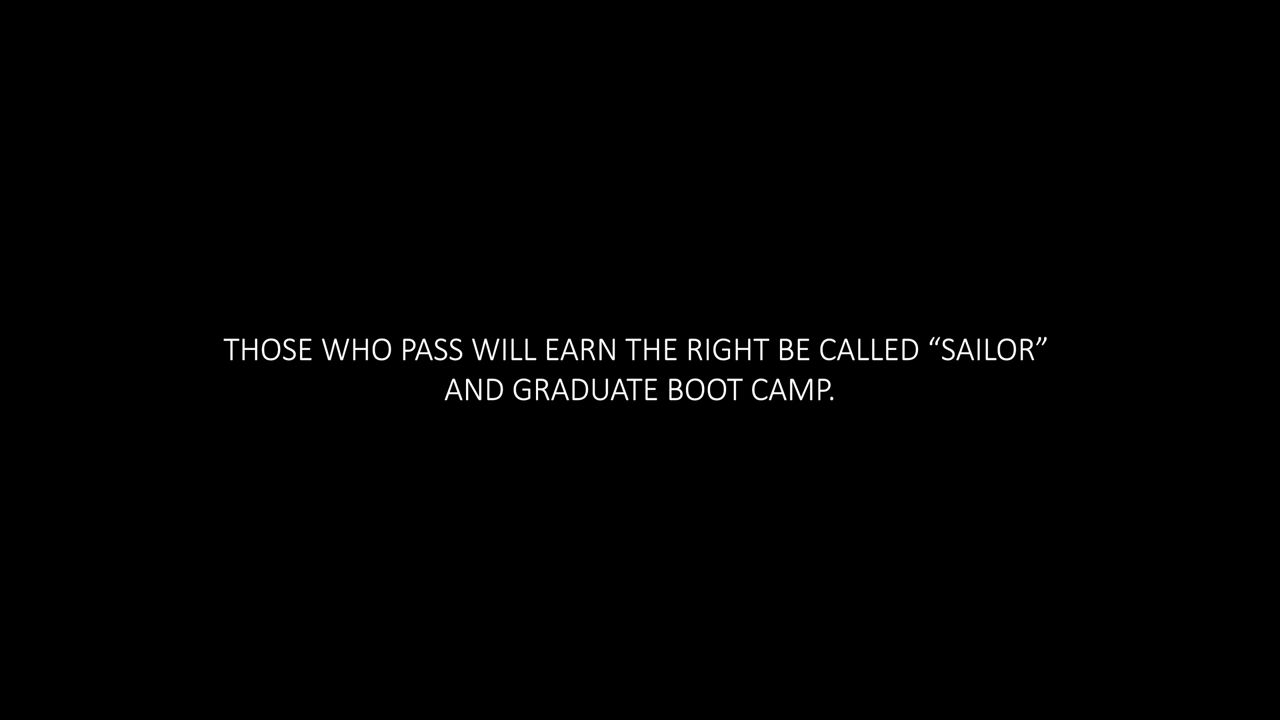 THOSE WHO PASS WILL EARN THE RIGHT BE CALLED “SAILOR”
AND GRADUATE BOOT CAMP.